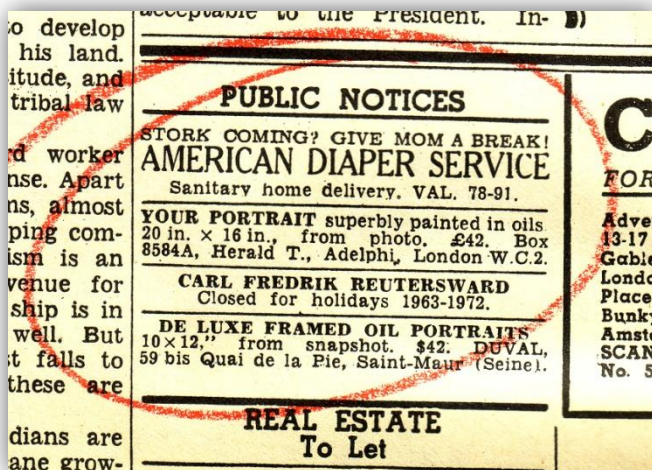 to develop
his land.
itude, and
tribal law
worker
nse. Apart
ms, almost
ping com-
ism is an
venue for
ship is in
well. But
st falls to
these are
dians are
ane grow-
acceptable to the President. In-
PUBLIC NOTICES
STORK COMING? GIVE MOM A BREAK!
AMERICAN DIAPER SERVICE
Sanitary home delivery. VAL. 78-91.
YOUR PORTRAIT superbly painted in oils
20 in. × 16 in., from photo. £42. Box
8584A, Herald T., Adelphi, London W.C.2.
CARL FREDRIK REUTERSWARD
Closed for holidays 1963-1972.
DE LUXE FRAMED OIL PORTRAITS
10×12," from snapshot. $42. DUVAL,
59 bis Quai de la Pie, Saint-Maur (Seine).
REAL ESTATE
To Let
C
FOR
Adve
13-17
Gable
Londo
Place
Bunky
Amste
SCAN
No. 5